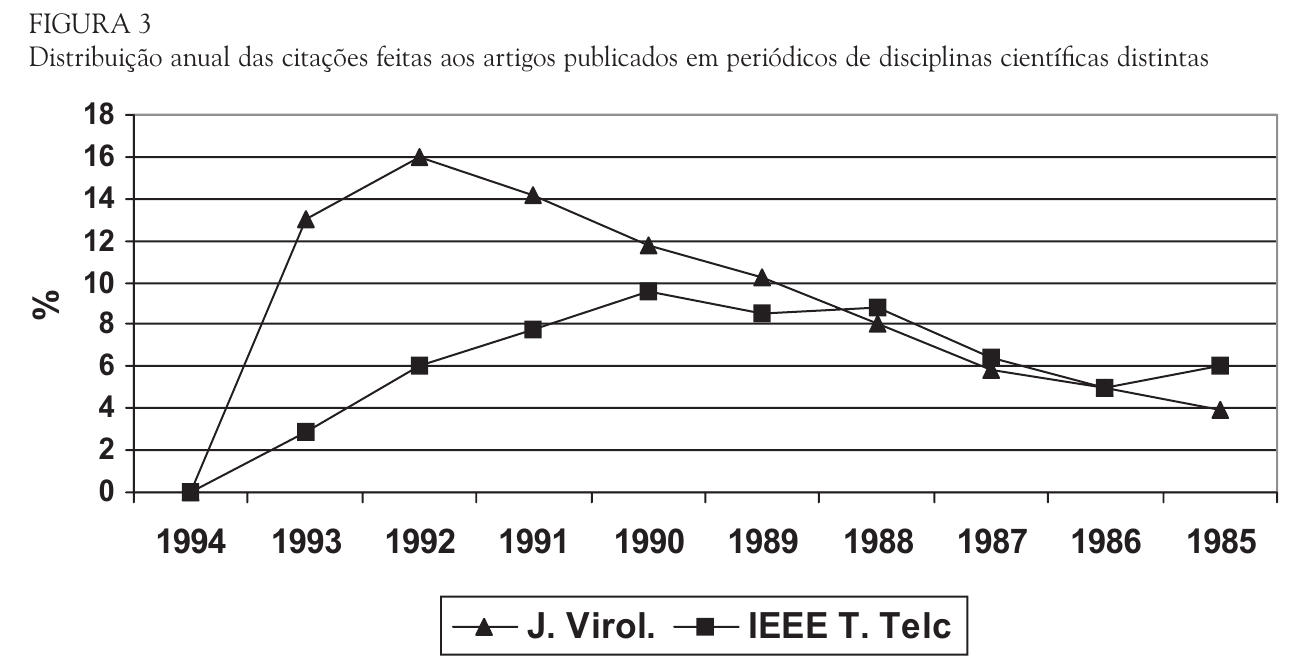 FIGURA 3
Distribuição anual das citações feitas aos artigos publicados em periódicos de disciplinas científicas distintas
18
16
14
12
10
8
6
4
2
0
%
1994 1993 1992 1991 1990 1989 1988 1987 1986 1985
J. Virol. IEEE T. Telc